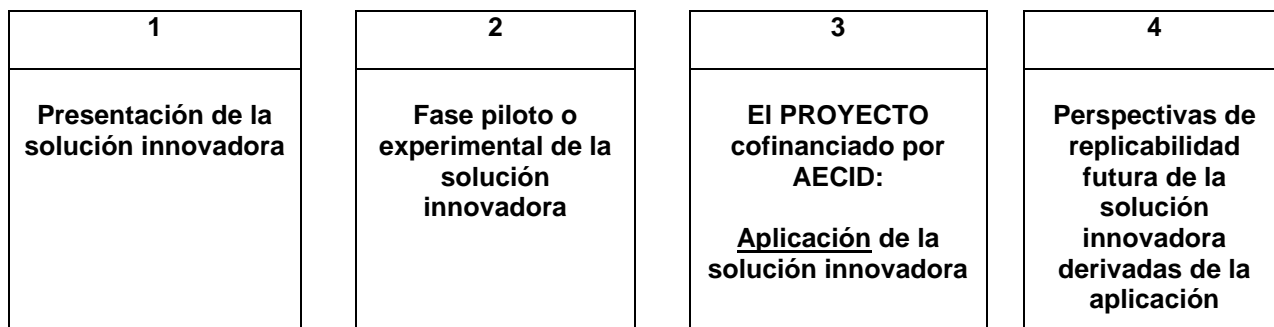 1
Presentación de la
solución innovadora
2
Fase piloto o
experimental de la
solución
innovadora
3
El PROYECTO
cofinanciado por
AECID:
Aplicación de la
solución innovadora
4
Perspectivas de
replicabilidad
futura de la
solución
innovadora
derivadas de la
aplicación